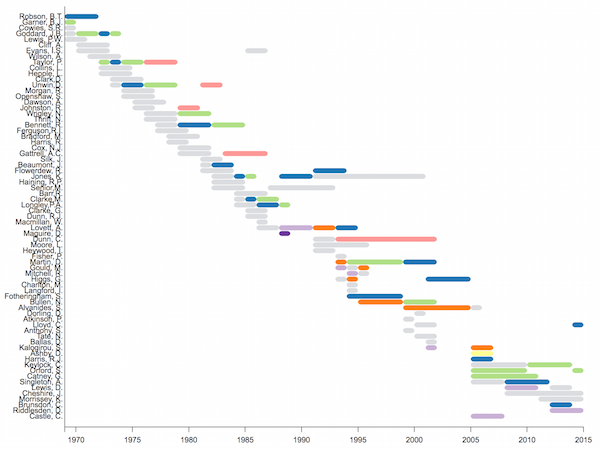 Robson, B.T.
Garner, B.J.
Cowies, S.R.
Goddard, J.B.
Lewis, P.W.
Cliff, A.
Evans, I.S.
Wilson, A.
Taylor, P.
Collins, L.
Hepple, L.
Clark, D.
Unwin, D.
Morgan, R.
Openshaw, S.
Dawson, A.
Johnston, R.
Wrigley, N.
Thrift, N.
Bennett, R.
Ferguson, R.I.
Bradford, M.
Harris, R.
Cox, N.J.
Gattrell, A.C.
Silk, J.
Beaumont, J.
Flowerdew, R.
Jones, K.
Haining, R.P.
Senior, M.
Barr, R.
Clarke, M.
Longley, P.A.
Clarke, G.
Dunn, R.J.
Macmillan, W.
Lovett, A.
Maguire, D.
Dunn, C.
Moore, L.
Heywood, I.
Fisher, P.
Martin, D.
Gould, M.
Mitchell, R.
Higgs, G.
Charlton, M.
Langford, I.
Fotheringham, S.
Bullen, N.
Alvanides, S.
Dorling, D.
Atkinson, P.
Lloyd, C.
Anthony, S.
Tate, N.
Ballas, D.
Kalogirou, S.
Ashby, D.
Harris, R.J.
Keylock, C.
Orford, S.
Catney, G.
Singleton, A.
Lewis, D.
Cheshire, J.
Morrissey, K.
Brunsdon, C.
Riddlesden, D.
Castle, C.
1970 1975 1980 1985 1990 1995 2000 2005 2010 2015